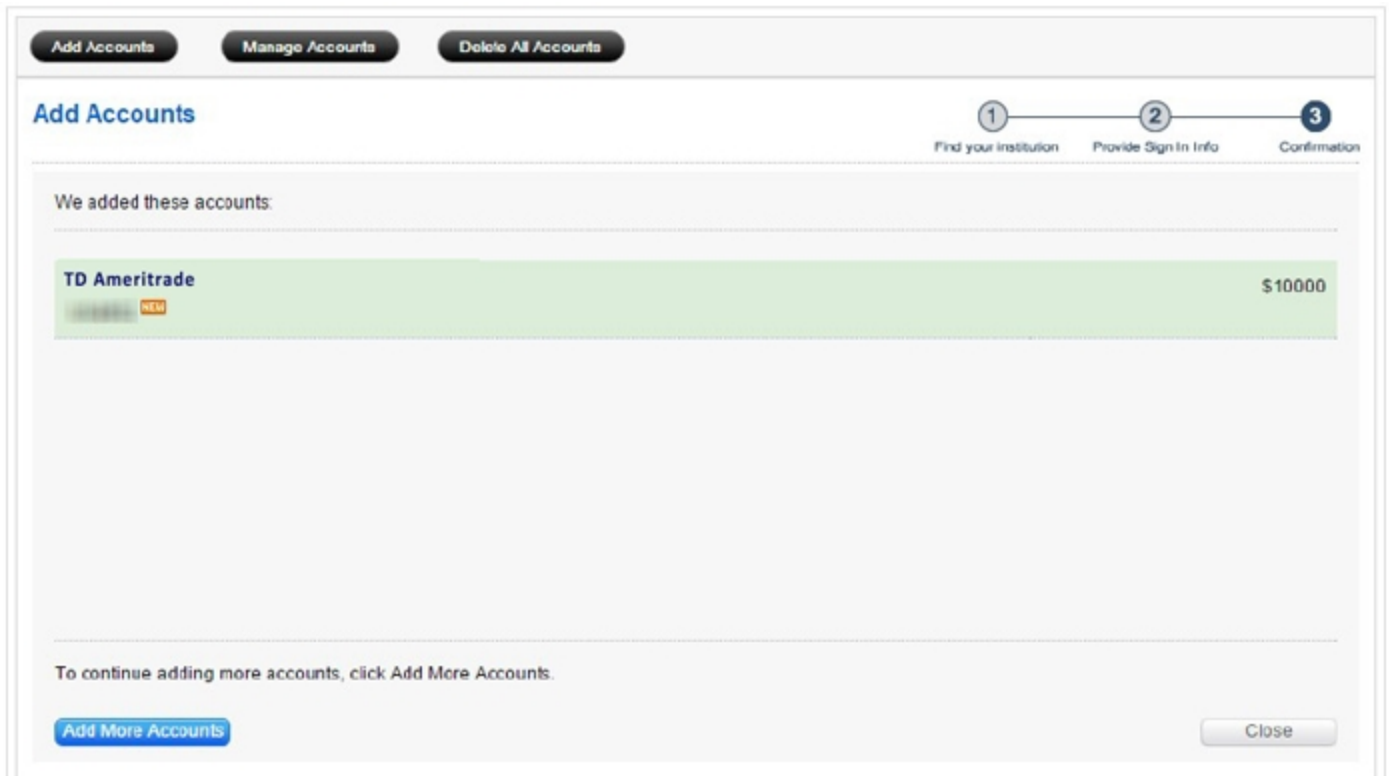 Add Accounts Manage Accounts Delete All Accounts
Add Accounts
1 2 3
Find your institution Provide Sign In Info Confirmation
We added these accounts:
TD Ameritrade $10000
NEW
To continue adding more accounts, click Add More Accounts.
Add More Accounts Close